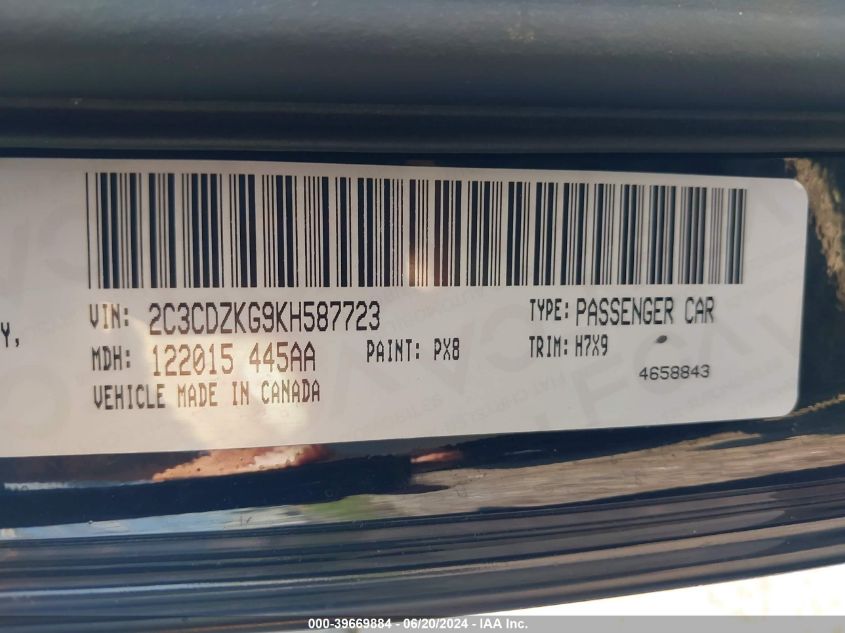 Y,
VIN: 2C3CDZKG9KH587723 TYPE: PASSENGER CAR
MDH: 122015 445AA PAINT: PX8 TRIM: H7X9
VEHICLE MADE IN CANADA 4658843
000-39669884 - 06/20/2024 - IAA Inc.